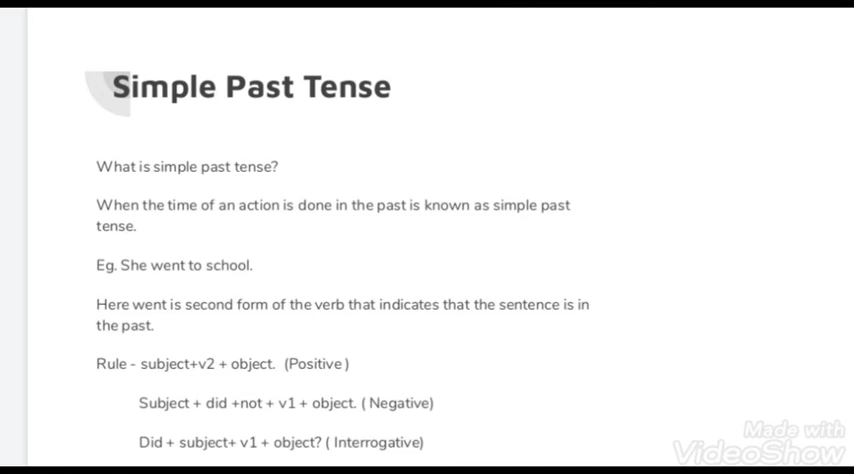 Simple Past Tense
What is simple past tense?
When the time of an action is done in the past is known as simple past
tense.
Eg. She went to school.
Here went is second form of the verb that indicates that the sentence is in
the past.
Rule - subject+v2 + object.  (Positive )
Subject + did +not + v1 + object. ( Negative)
Did + subject+ v1 + object? ( Interrogative)
Made with
VideoShow